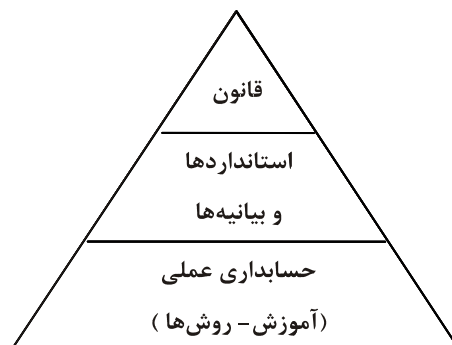 قانون
استانداردها
و بیانیه‌ها
حسابداری عملی
(آموزش- روش‌ها )